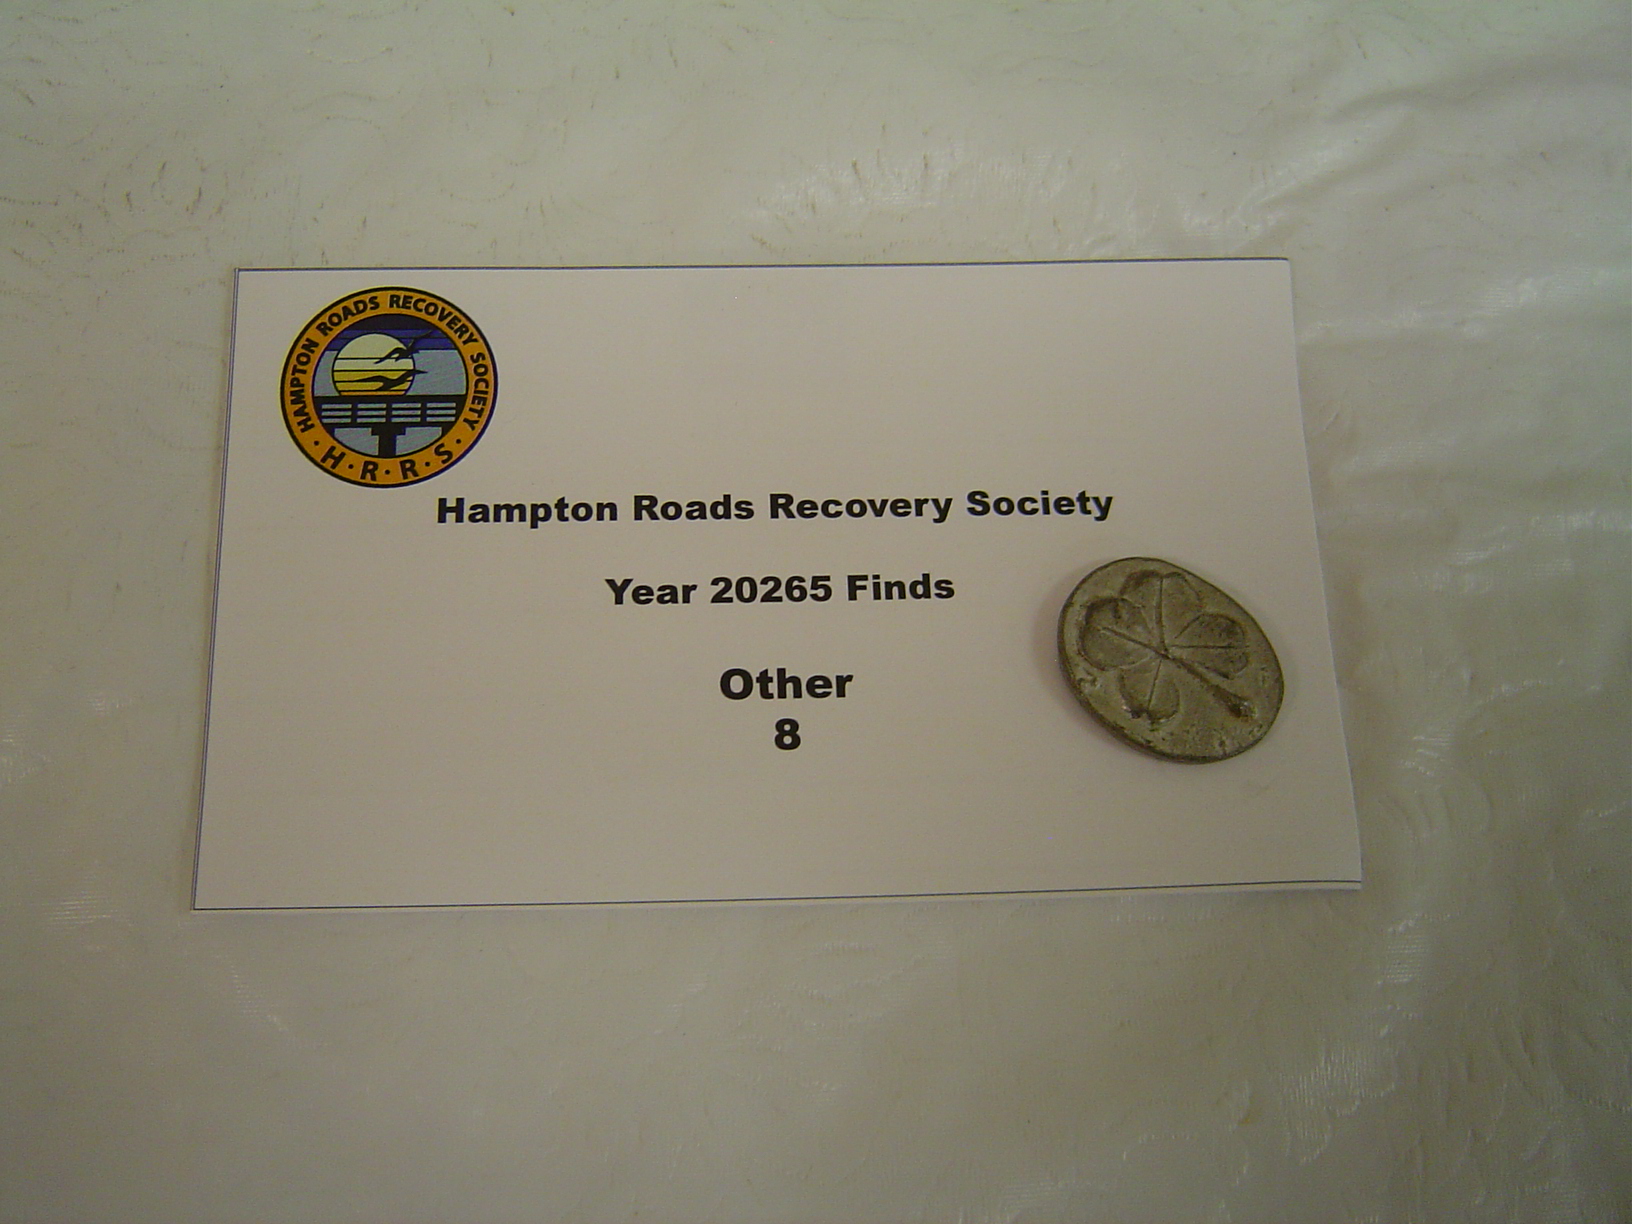 HAMPTON ROADS RECOVERY SOCIETY
· H · R · R · S ·
Hampton Roads Recovery Society
Year 20265 Finds
Other
8